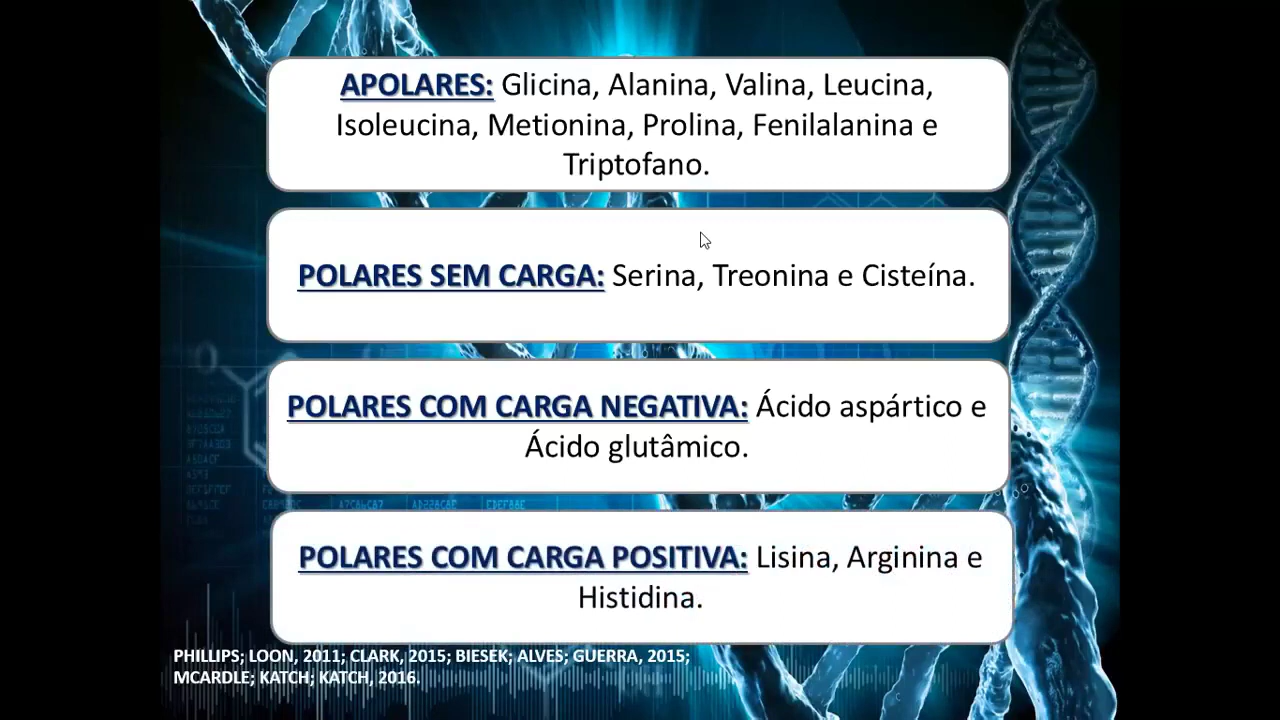 APOLARES: Glicina, Alanina, Valina, Leucina,
Isoleucina, Metionina, Prolina, Fenilalanina e
Triptofano.
POLARES SEM CARGA: Serina, Treonina e Cisteína.
POLARES COM CARGA NEGATIVA: Ácido aspártico e
Ácido glutâmico.
POLARES COM CARGA POSITIVA: Lisina, Arginina e
Histidina.
PHILLIPS; LOON, 2011; CLARK, 2015; BIESEK; ALVES; GUERRA, 2015;
MCARDLE; KATCH; KATCH, 2016.